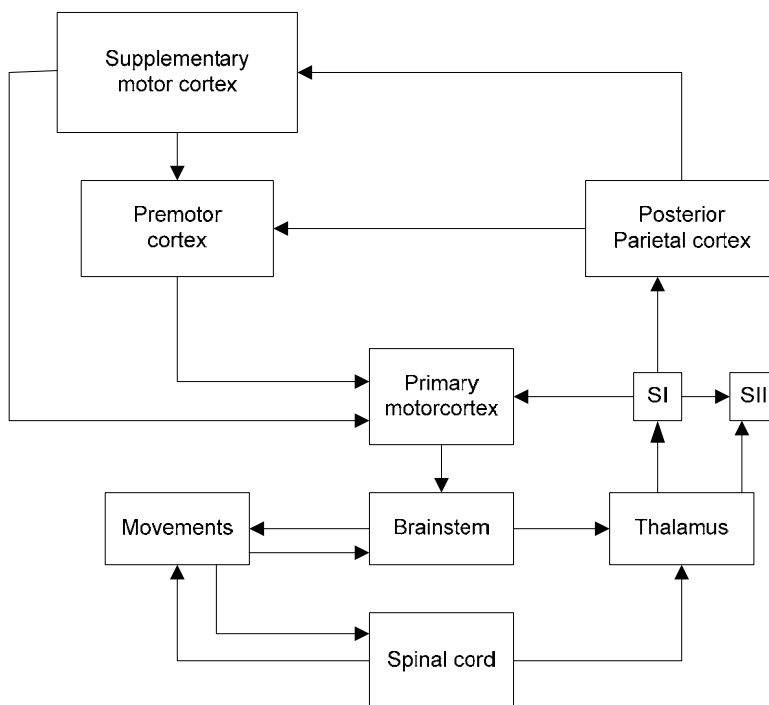 Supplementary
motor cortex
Premotor
cortex
Posterior
Parietal cortex
Primary
motorcortex
SI
SII
Movements
Brainstem
Thalamus
Spinal cord